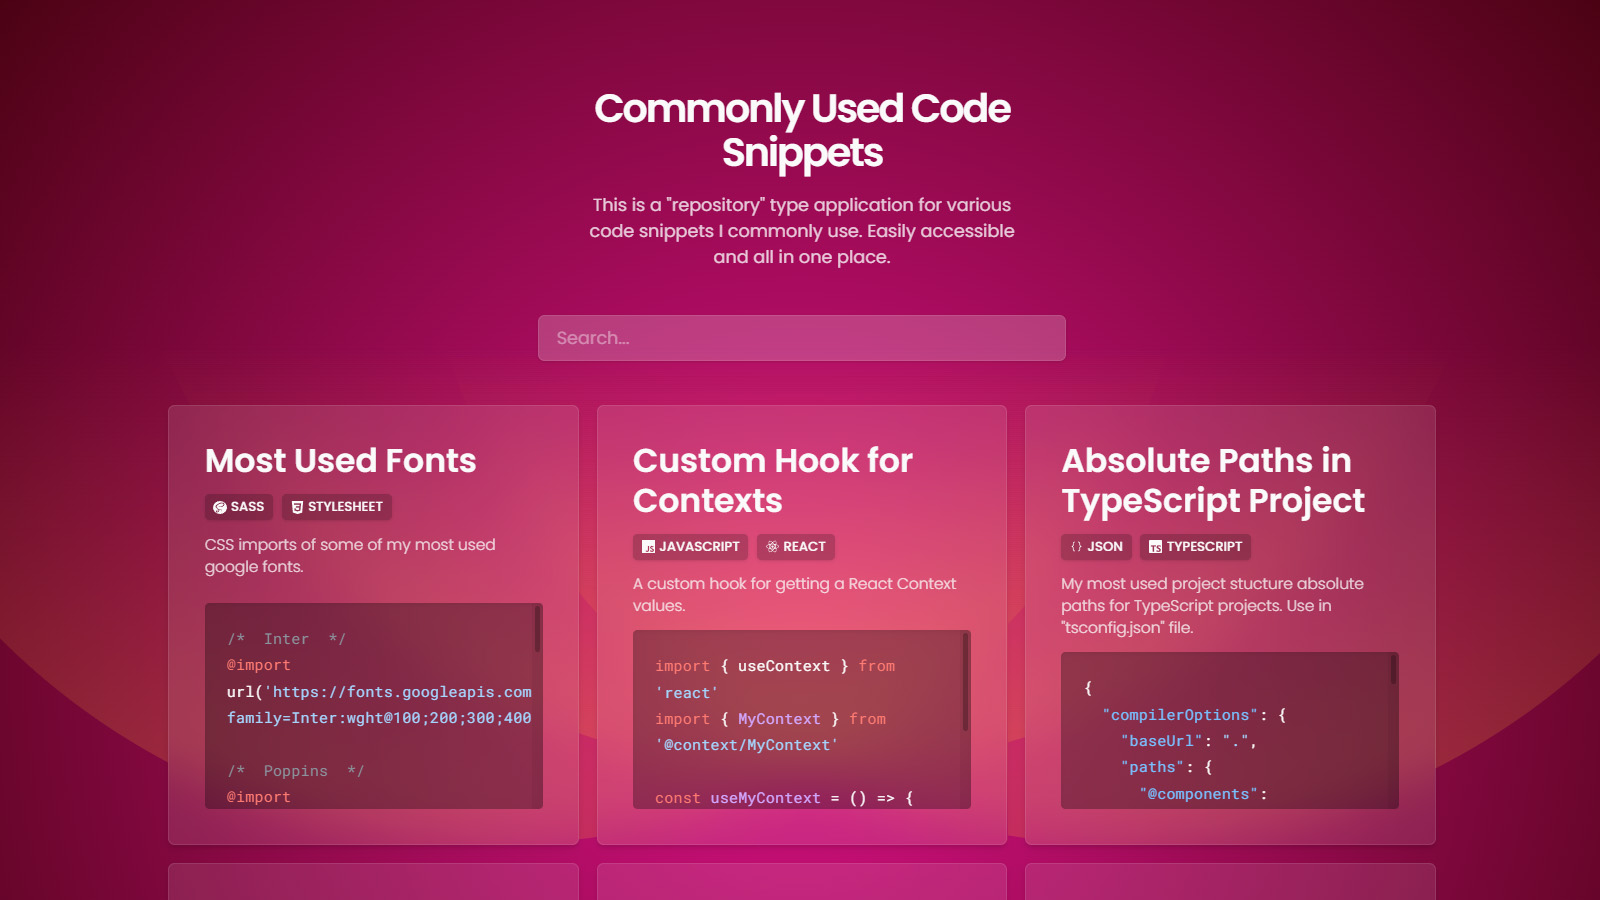 Commonly Used Code
Snippets
This is a "repository" type application for various
code snippets I commonly use. Easily accessible
and all in one place.
Search...
Most Used Fonts
SASS
STYLESHEET
CSS imports of some of my most used
google fonts.
/*  Inter  */
@import
url('https://fonts.googleapis.com
family=Inter:wght@100;200;300;400
/*  Poppins  */
@import
Custom Hook for
Contexts
JS JAVASCRIPT
REACT
A custom hook for getting a React Context
values.
import { useContext } from
'react'
import { MyContext } from
'@context/MyContext'
const useMyContext = () => {
Absolute Paths in
TypeScript Project
{} JSON
TS TYPESCRIPT
My most used project stucture absolute
paths for TypeScript projects. Use in
"tsconfig.json" file.
{
"compilerOptions": {
"baseUrl": ".",
"paths": {
"@components":